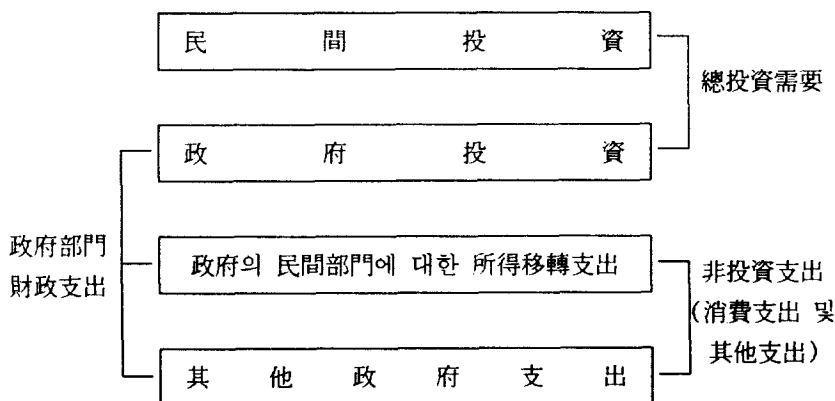 民間投資
總投資需要
政府投資
政府部門
財政支出
政府의 民間部門에 대한 所得移轉支出
非投資支出
(消費支出 및
其他支出)
其他政府支出